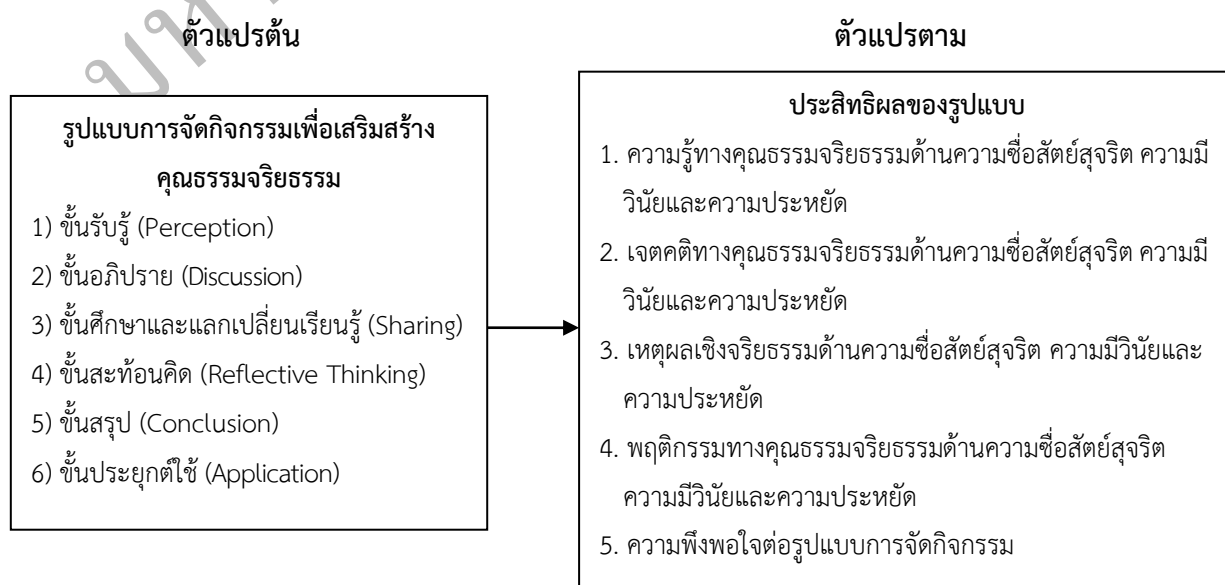 ตัวแปรต้น
ตัวแปรตาม
รูปแบบการจัดกิจกรรมเพื่อเสริมสร้าง
คุณธรรมจริยธรรม
1) ขั้นรับรู้ (Perception)
2) ขั้นอภิปราย (Discussion)
3) ขั้นศึกษาและแลกเปลี่ยนเรียนรู้ (Sharing)
4) ขั้นสะท้อนคิด (Reflective Thinking)
5) ขั้นสรุป (Conclusion)
6) ขั้นประยุกต์ใช้ (Application)
ประสิทธิผลของรูปแบบ
1. ความรู้ทางคุณธรรมจริยธรรมด้านความซื่อสัตย์สุจริต ความมี
วินัยและความประหยัด
2. เจตคติทางคุณธรรมจริยธรรมด้านความซื่อสัตย์สุจริต ความมี
วินัยและความประหยัด
3. เหตุผลเชิงจริยธรรมด้านความซื่อสัตย์สุจริต ความมีวินัยและ
ความประหยัด
4. พฤติกรรมทางคุณธรรมจริยธรรมด้านความซื่อสัตย์สุจริต
ความมีวินัยและความประหยัด
5. ความพึงพอใจต่อรูปแบบการจัดกิจกรรม